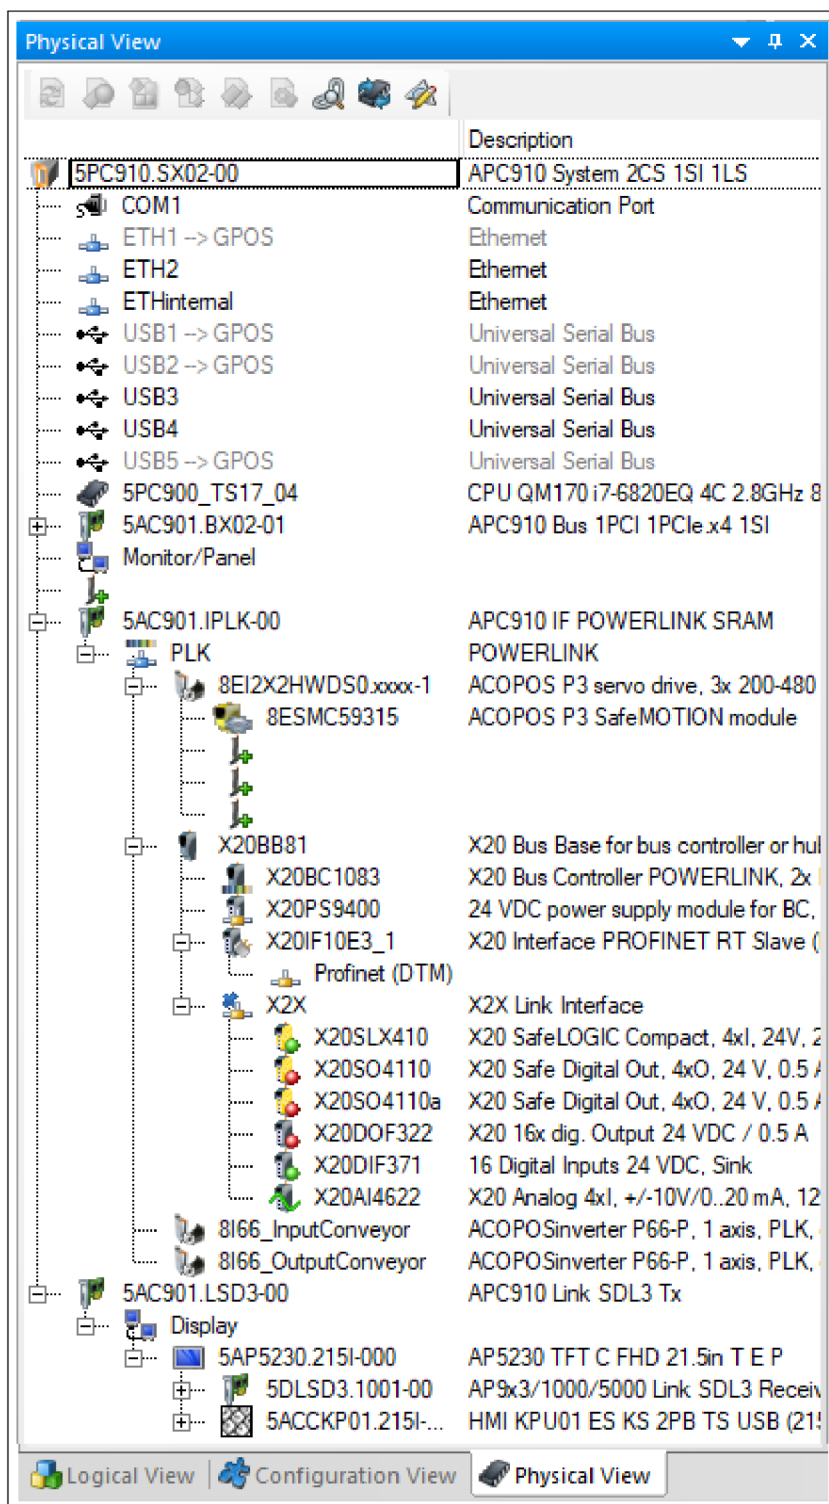 Physical View
Description
5PC910.SX02-00 APC910 System 2CS 1SI 1LS
COM1 Communication Port
ETH1 --> GPOS Ethernet
ETH2 Ethernet
ETHinternal Ethernet
USB1 --> GPOS Universal Serial Bus
USB2 --> GPOS Universal Serial Bus
USB3 Universal Serial Bus
USB4 Universal Serial Bus
USB5 --> GPOS Universal Serial Bus
5PC900_TS17_04 CPU QM170 i7-6820EQ 4C 2.8GHz 8
5AC901.BX02-01 APC910 Bus 1PCI 1PCIe.x4 1SI
Monitor/Panel
5AC901.IPLK-00 APC910 IF POWERLINK SRAM
PLK POWERLINK
8EI2X2HWDS0.xxxx-1 ACOPOS P3 servo drive, 3x 200-480
8ESMC59315 ACOPOS P3 SafeMOTION module
X20BB81 X20 Bus Base for bus controller or hub
X20BC1083 X20 Bus Controller POWERLINK, 2x
X20PS9400 24 VDC power supply module for BC,
X20IF10E3_1 X20 Interface PROFINET RT Slave (
Profinet (DTM)
X2X X2X Link Interface
X20SLX410 X20 SafeLOGIC Compact, 4xI, 24V, 2
X20SO4110 X20 Safe Digital Out, 4xO, 24 V, 0.5 A
X20SO4110a X20 Safe Digital Out, 4xO, 24 V, 0.5 A
X20DOF322 X20 16x dig. Output 24 VDC / 0.5 A
X20DIF371 16 Digital Inputs 24 VDC, Sink
X20AI4622 X20 Analog 4xI, +/-10V/0..20 mA, 12
8I66_InputConveyor ACOPOSinverter P66-P, 1 axis, PLK,
8I66_OutputConveyor ACOPOSinverter P66-P, 1 axis, PLK,
5AC901.LSD3-00 APC910 Link SDL3 Tx
Display
5AP5230.215I-000 AP5230 TFT C FHD 21.5in T E P
5DLSD3.1001-00 AP9x3/1000/5000 Link SDL3 Receiv
5ACCKP01.215I-... HMI KPU01 ES KS 2PB TS USB (215
Logical View Configuration View Physical View